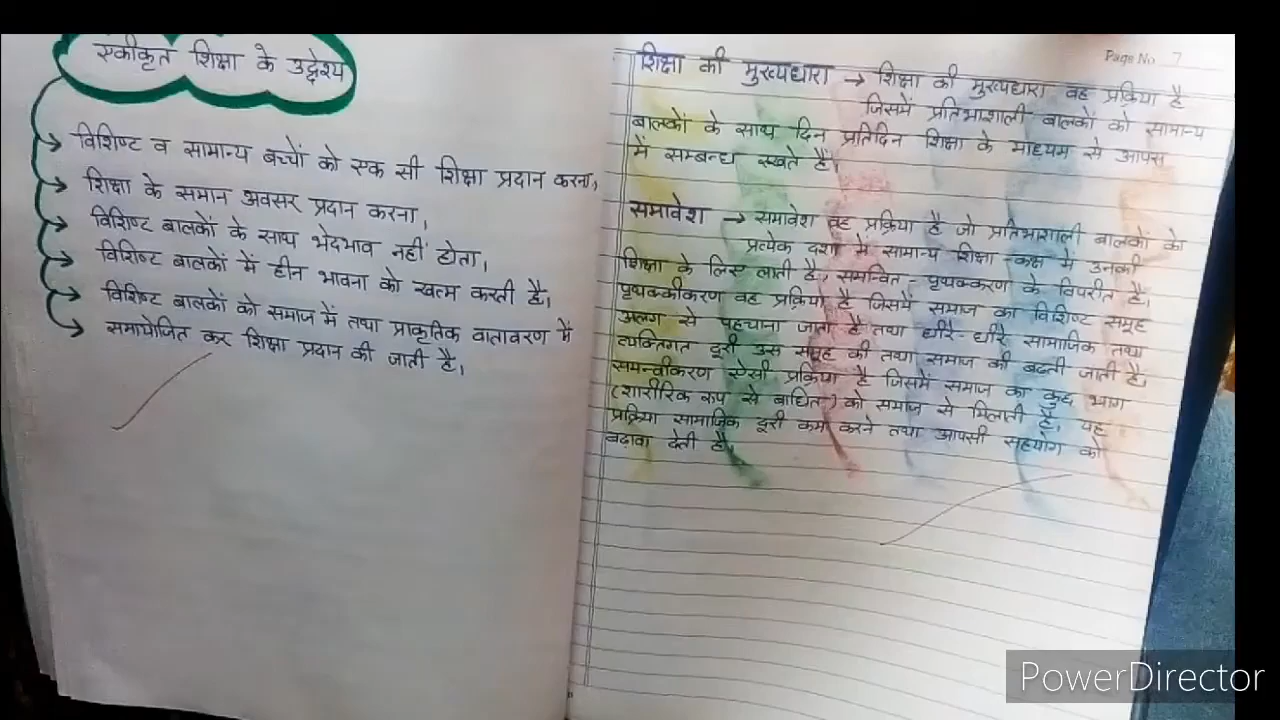 एकीकृत शिक्षा के उद्देश्य
विशिष्ट व सामान्य बच्चों को एक सी शिक्षा प्रदान करना,
शिक्षा के समान अवसर प्रदान करना,
विशिष्ट बालकों के साथ भेदभाव नहीं होता,
विशिष्ट बालकों में हीन भावना को खत्म करती है,
विशिष्ट बालकों को समाज में तथा प्राकृतिक वातावरण में
समायोजित कर शिक्षा प्रदान की जाती है,
Page No. 7
शिक्षा की मुख्यधारा → शिक्षा की मुख्यधारा वह प्रक्रिया है
जिसमें प्रतिभाशाली बालकों को सामान्य
बालकों के साथ दिन प्रतिदिन शिक्षा के माध्यम से आपस
में सम्बन्ध रखते हैं,
समावेश → समावेश वह प्रक्रिया है जो प्रतिभाशाली बालकों को
प्रत्येक दशा में सामान्य शिक्षा कक्ष में उनकी
शिक्षा के लिए लाती है, समन्वित - पृथक्करण के विपरीत है,
पृथक्कीकरण वह प्रक्रिया है जिसमें समाज का विशिष्ट समूह
अलग से पहचाना जाता है तथा धीरे-धीरे सामाजिक तथा
व्यक्तिगत दूरी उस समूह की तथा समाज की बढ़ती जाती है,
समन्वीकरण ऐसी प्रक्रिया है जिसमें समाज का कुछ भाग
(शारीरिक रूप से बाधित) को समाज से मिलाती है, यह
प्रक्रिया सामाजिक दूरी कम करने तथा आपसी सहयोग को
बढ़ावा देती है,
PowerDirector